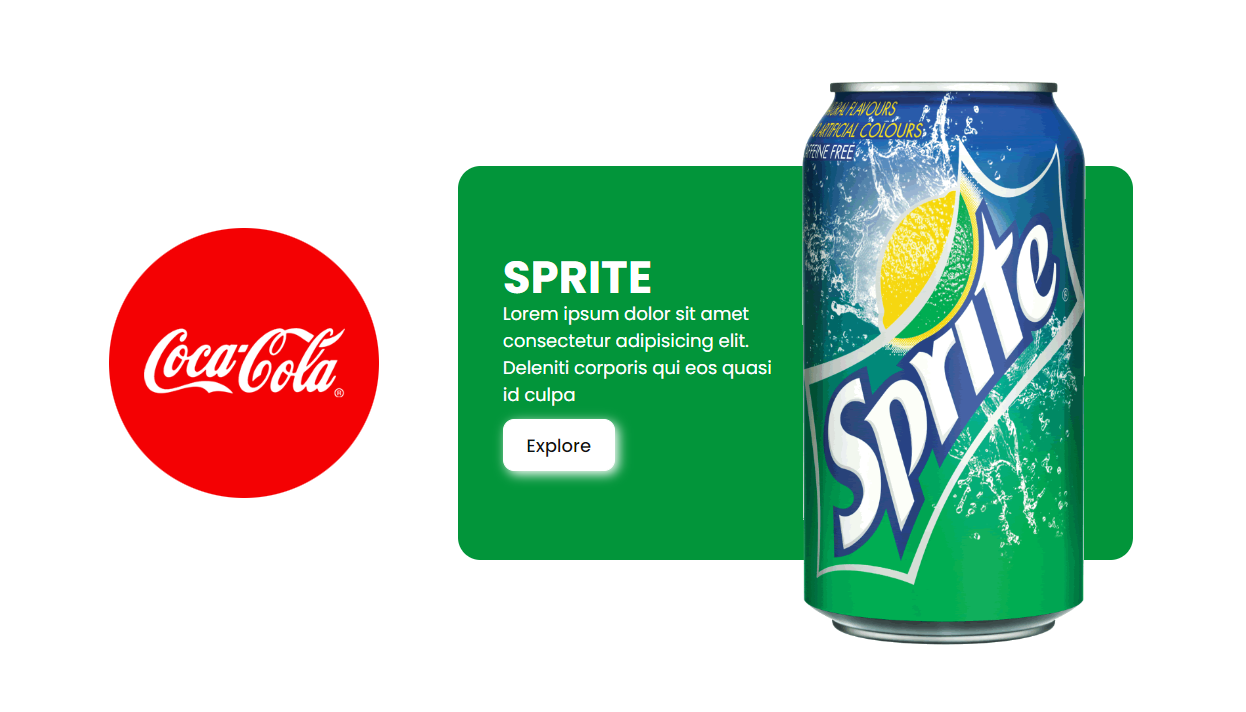 Coca-Cola
®
SPRITE
Lorem ipsum dolor sit amet
consectetur adipisicing elit.
Deleniti corporis qui eos quasi
id culpa
Explore
FLAVOURS
ARTIFICIAL COLOURS
FREE
Sprite
®